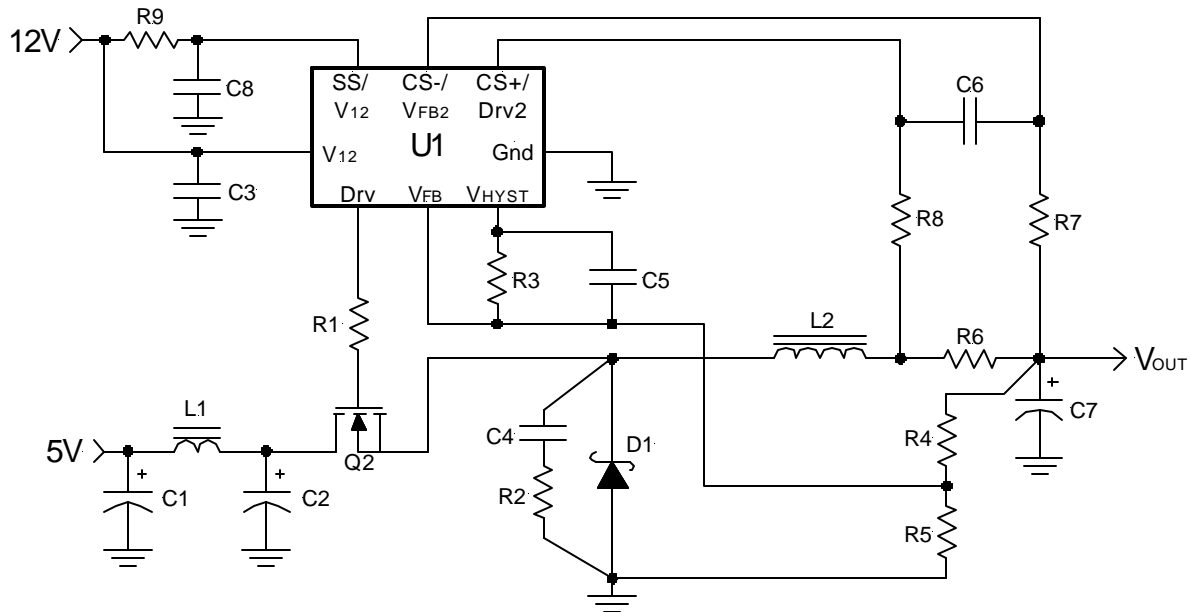 R9
12V
C8
SS/
V12
CS-/
VFB2
CS+/
Drv2
U1
V12
Gnd
Drv
VFB
VHYST
C3
C6
R8
R7
R3
C5
R1
L2
R6
VOUT
+
C7
L1
5V
Q2
+
C1
+
C2
C4
D1
R2
R4
R5